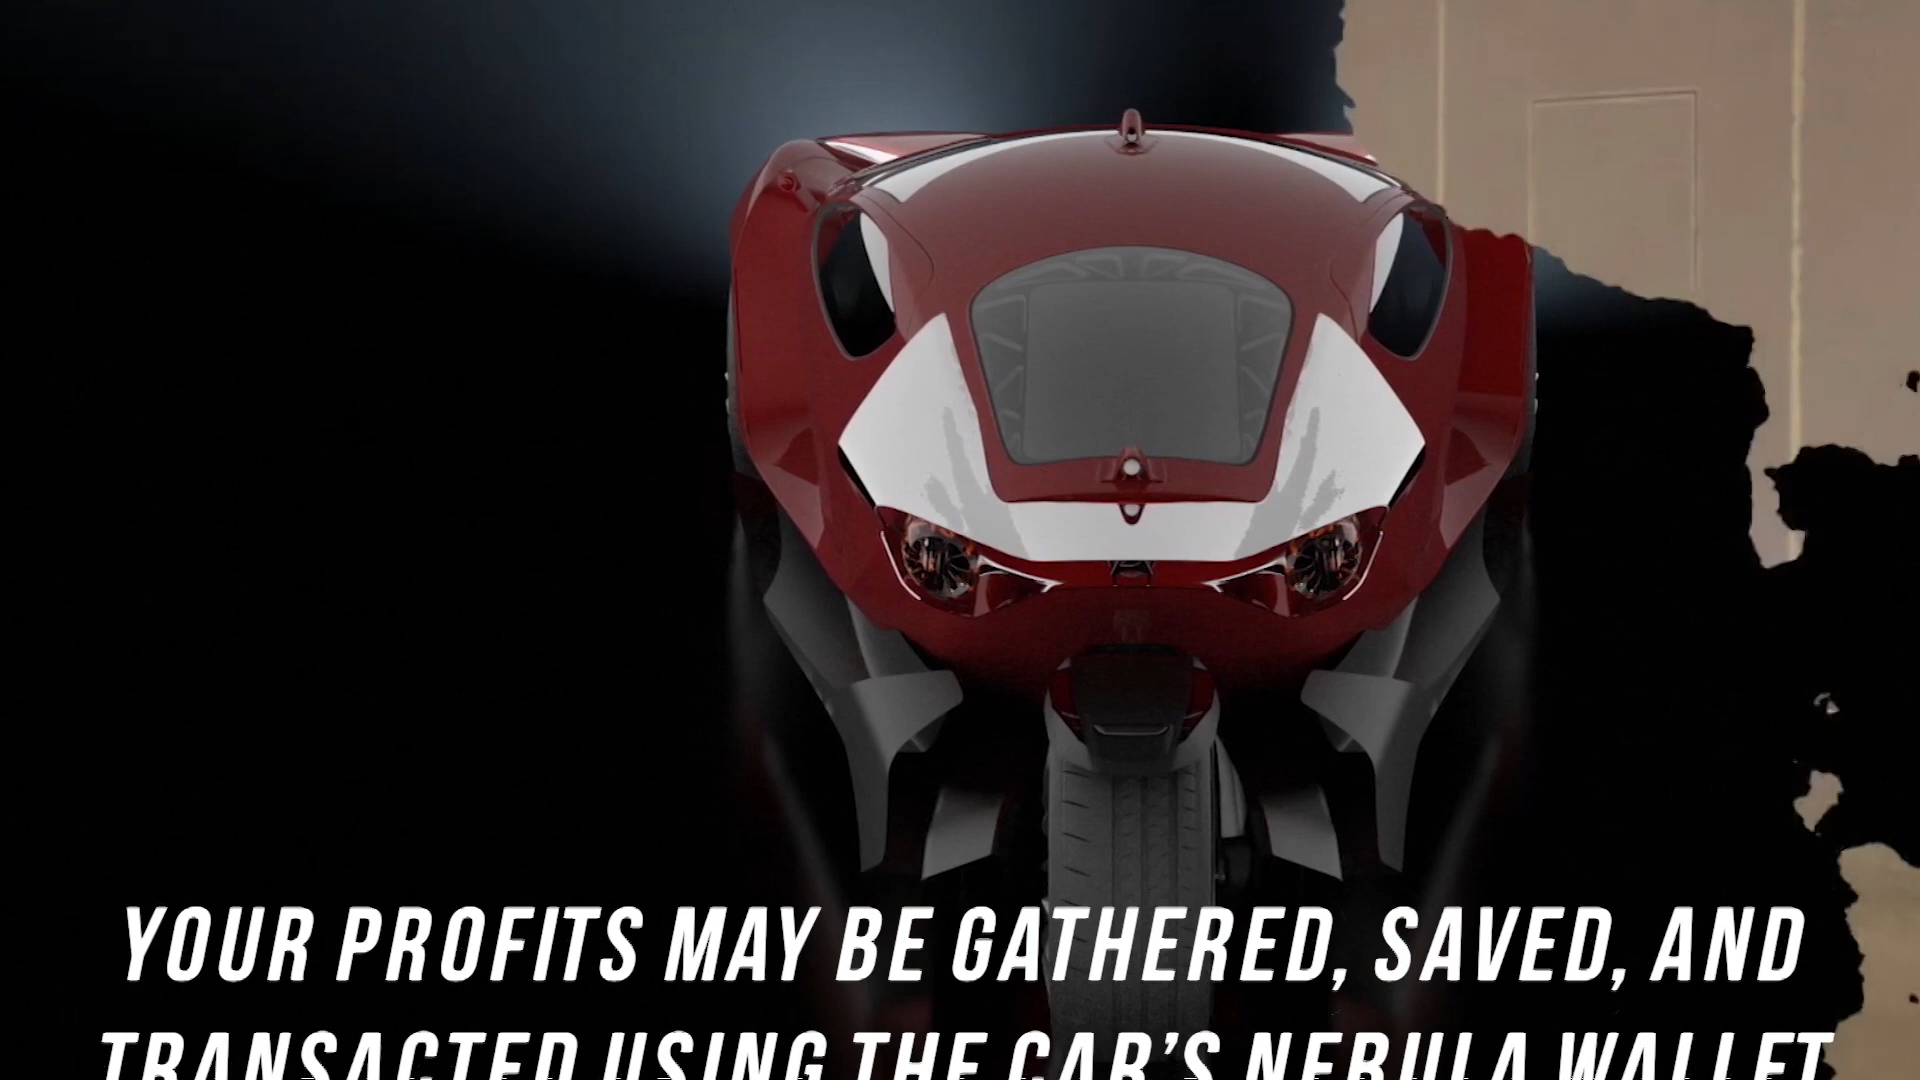 YOUR PROFITS MAY BE GATHERED, SAVED, AND
TRANSACTED USING THE CAR'S NEBULA WALLET